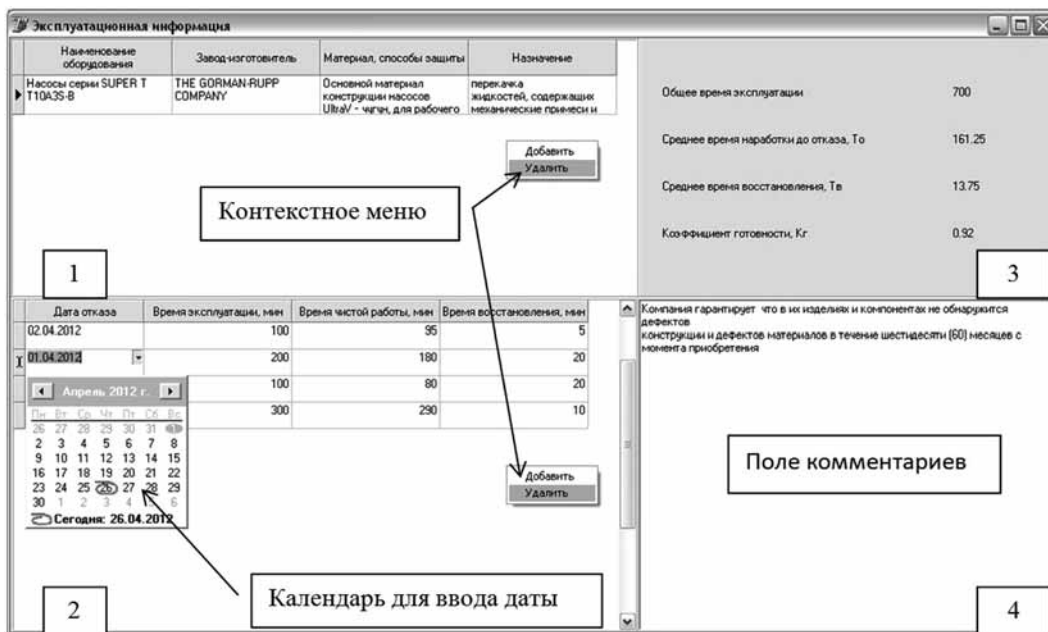 Эксплуатационная информация
Наименование оборудования Завод-изготовитель Материал, способы защиты Назначение
Насосы серии SUPER T THE GORMAN-RUPP Основной материал перекачка
T10A3S-B COMPANY конструкции насосов жидкостей, содержащих
UltraV - чугун, для рабочего механические примеси и
Добавить
Удалить
Контекстное меню
1
Общее время эксплуатации 700
Среднее время наработки до отказа, То 161.25
Среднее время восстановления, Тв 13.75
Коэффициент готовности, Кг 0.92
3
Дата отказа Время эксплуатации, мин Время чистой работы, мин Время восстановления, мин
02.04.2012 100 95 5
01.04.2012 200 180 20
100 80 20
300 290 10
Апрель 2012 г.
Пн Вт Ср Чт Пт Сб Вс
26 27 28 29 30 31 1
2 3 4 5 6 7 8
9 10 11 12 13 14 15
16 17 18 19 20 21 22
23 24 25 26 27 28 29
30 1 2 3 4 5 6
Сегодня: 26.04.2012
Добавить
Удалить
Календарь для ввода даты
2
Компания гарантирует что в их изделиях и компонентах не обнаружится
дефектов
конструкции и дефектов материалов в течение шестидесяти (60) месяцев с
момента приобретения
Поле комментариев
4